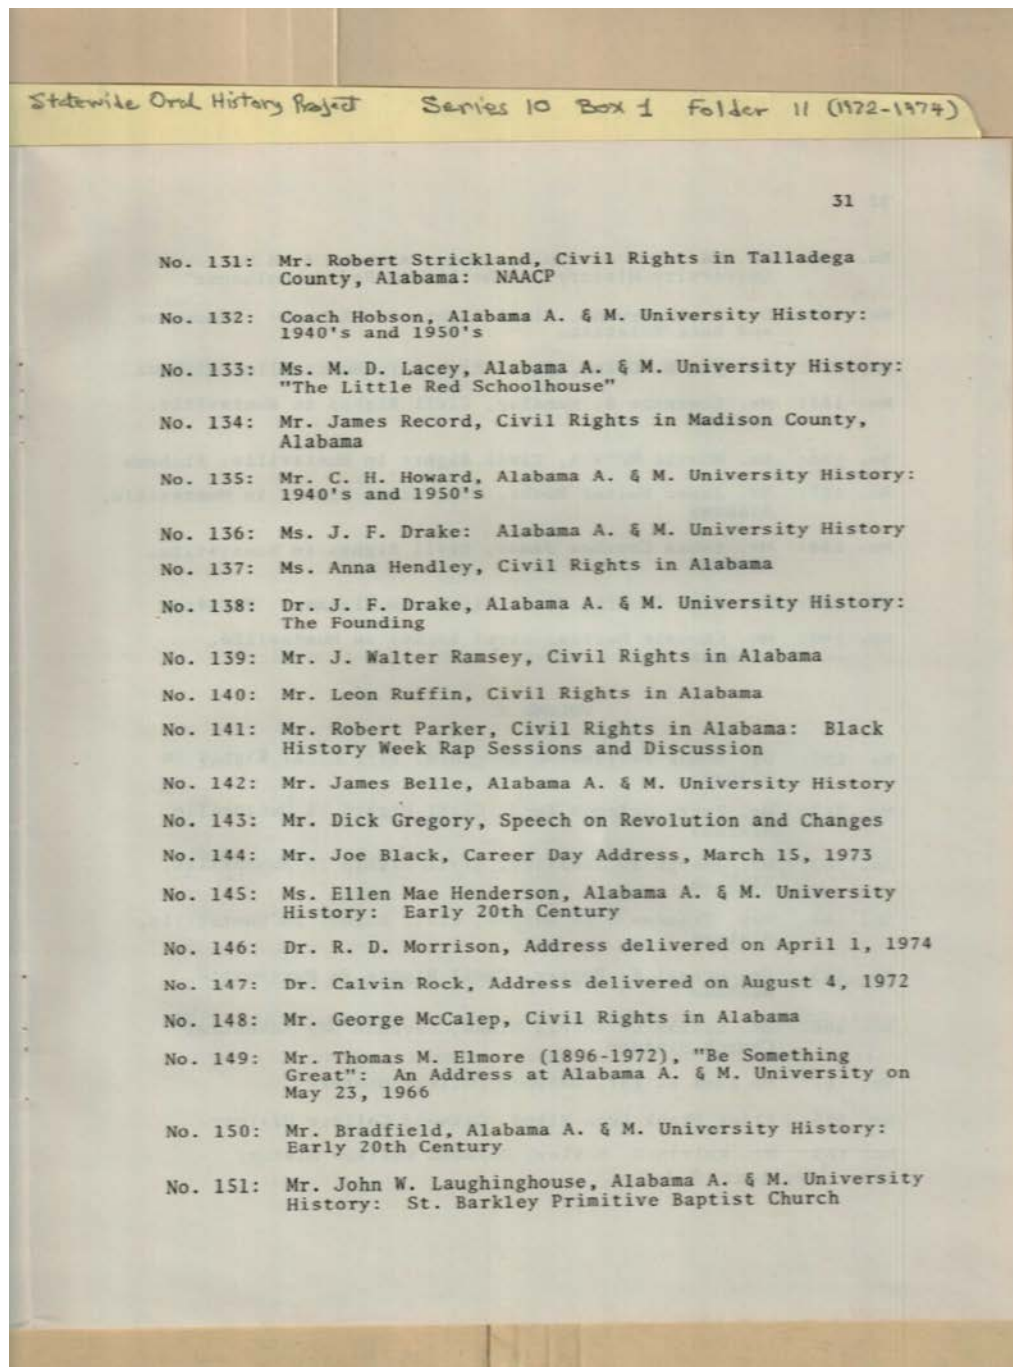 Statewide Oral History Project Series 10 Box 1 Folder 11 (1972-1974)
31
No. 131: Mr. Robert Strickland, Civil Rights in Talladega
County, Alabama: NAACP
No. 132: Coach Hobson, Alabama A. & M. University History:
1940's and 1950's
No. 133: Ms. M. D. Lacey, Alabama A. & M. University History:
"The Little Red Schoolhouse"
No. 134: Mr. James Record, Civil Rights in Madison County,
Alabama
No. 135: Mr. C. H. Howard, Alabama A. & M. University History:
1940's and 1950's
No. 136: Ms. J. F. Drake: Alabama A. & M. University History
No. 137: Ms. Anna Hendley, Civil Rights in Alabama
No. 138: Dr. J. F. Drake, Alabama A. & M. University History:
The Founding
No. 139: Mr. J. Walter Ramsey, Civil Rights in Alabama
No. 140: Mr. Leon Ruffin, Civil Rights in Alabama
No. 141: Mr. Robert Parker, Civil Rights in Alabama: Black
History Week Rap Sessions and Discussion
No. 142: Mr. James Belle, Alabama A. & M. University History
No. 143: Mr. Dick Gregory, Speech on Revolution and Changes
No. 144: Mr. Joe Black, Career Day Address, March 15, 1973
No. 145: Ms. Ellen Mae Henderson, Alabama A. & M. University
History: Early 20th Century
No. 146: Dr. R. D. Morrison, Address delivered on April 1, 1974
No. 147: Dr. Calvin Rock, Address delivered on August 4, 1972
No. 148: Mr. George McCalep, Civil Rights in Alabama
No. 149: Mr. Thomas M. Elmore (1896-1972), "Be Something
Great": An Address at Alabama A. & M. University on
May 23, 1966
No. 150: Mr. Bradfield, Alabama A. & M. University History:
Early 20th Century
No. 151: Mr. John W. Laughinghouse, Alabama A. & M. University
History: St. Barkley Primitive Baptist Church